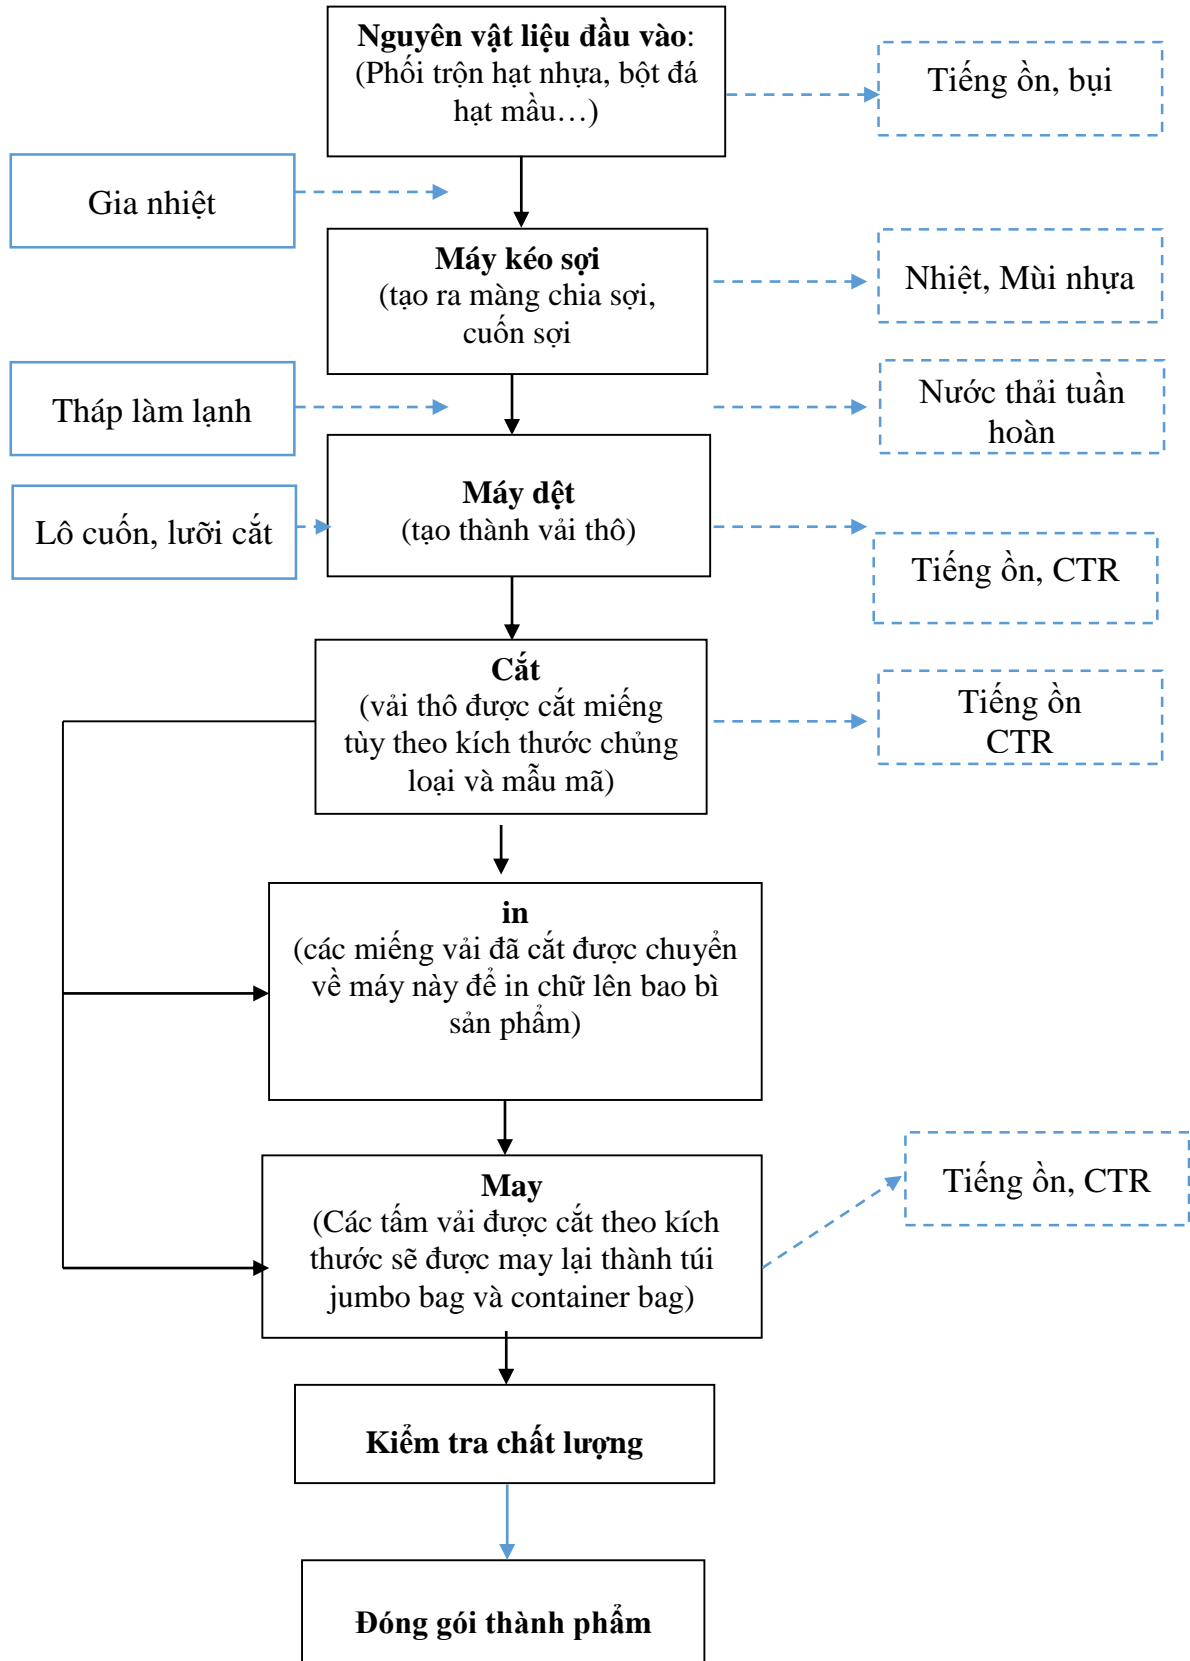 Nguyên vật liệu đầu vào:
(Phối trộn hạt nhựa, bột đá
hạt mầu…)
Tiếng ồn, bụi
Gia nhiệt
Máy kéo sợi
(tạo ra màng chia sợi,
cuốn sợi
Nhiệt, Mùi nhựa
Tháp làm lạnh
Nước thải tuần
hoàn
Máy dệt
(tạo thành vải thô)
Lô cuốn, lưỡi cắt
Tiếng ồn, CTR
Cắt
(vải thô được cắt miếng
tùy theo kích thước chủng
loại và mẫu mã)
Tiếng ồn
CTR
in
(các miếng vải đã cắt được chuyển
về máy này để in chữ lên bao bì
sản phẩm)
May
(Các tấm vải được cắt theo kích
thước sẽ được may lại thành túi
jumbo bag và container bag)
Tiếng ồn, CTR
Kiểm tra chất lượng
Đóng gói thành phẩm